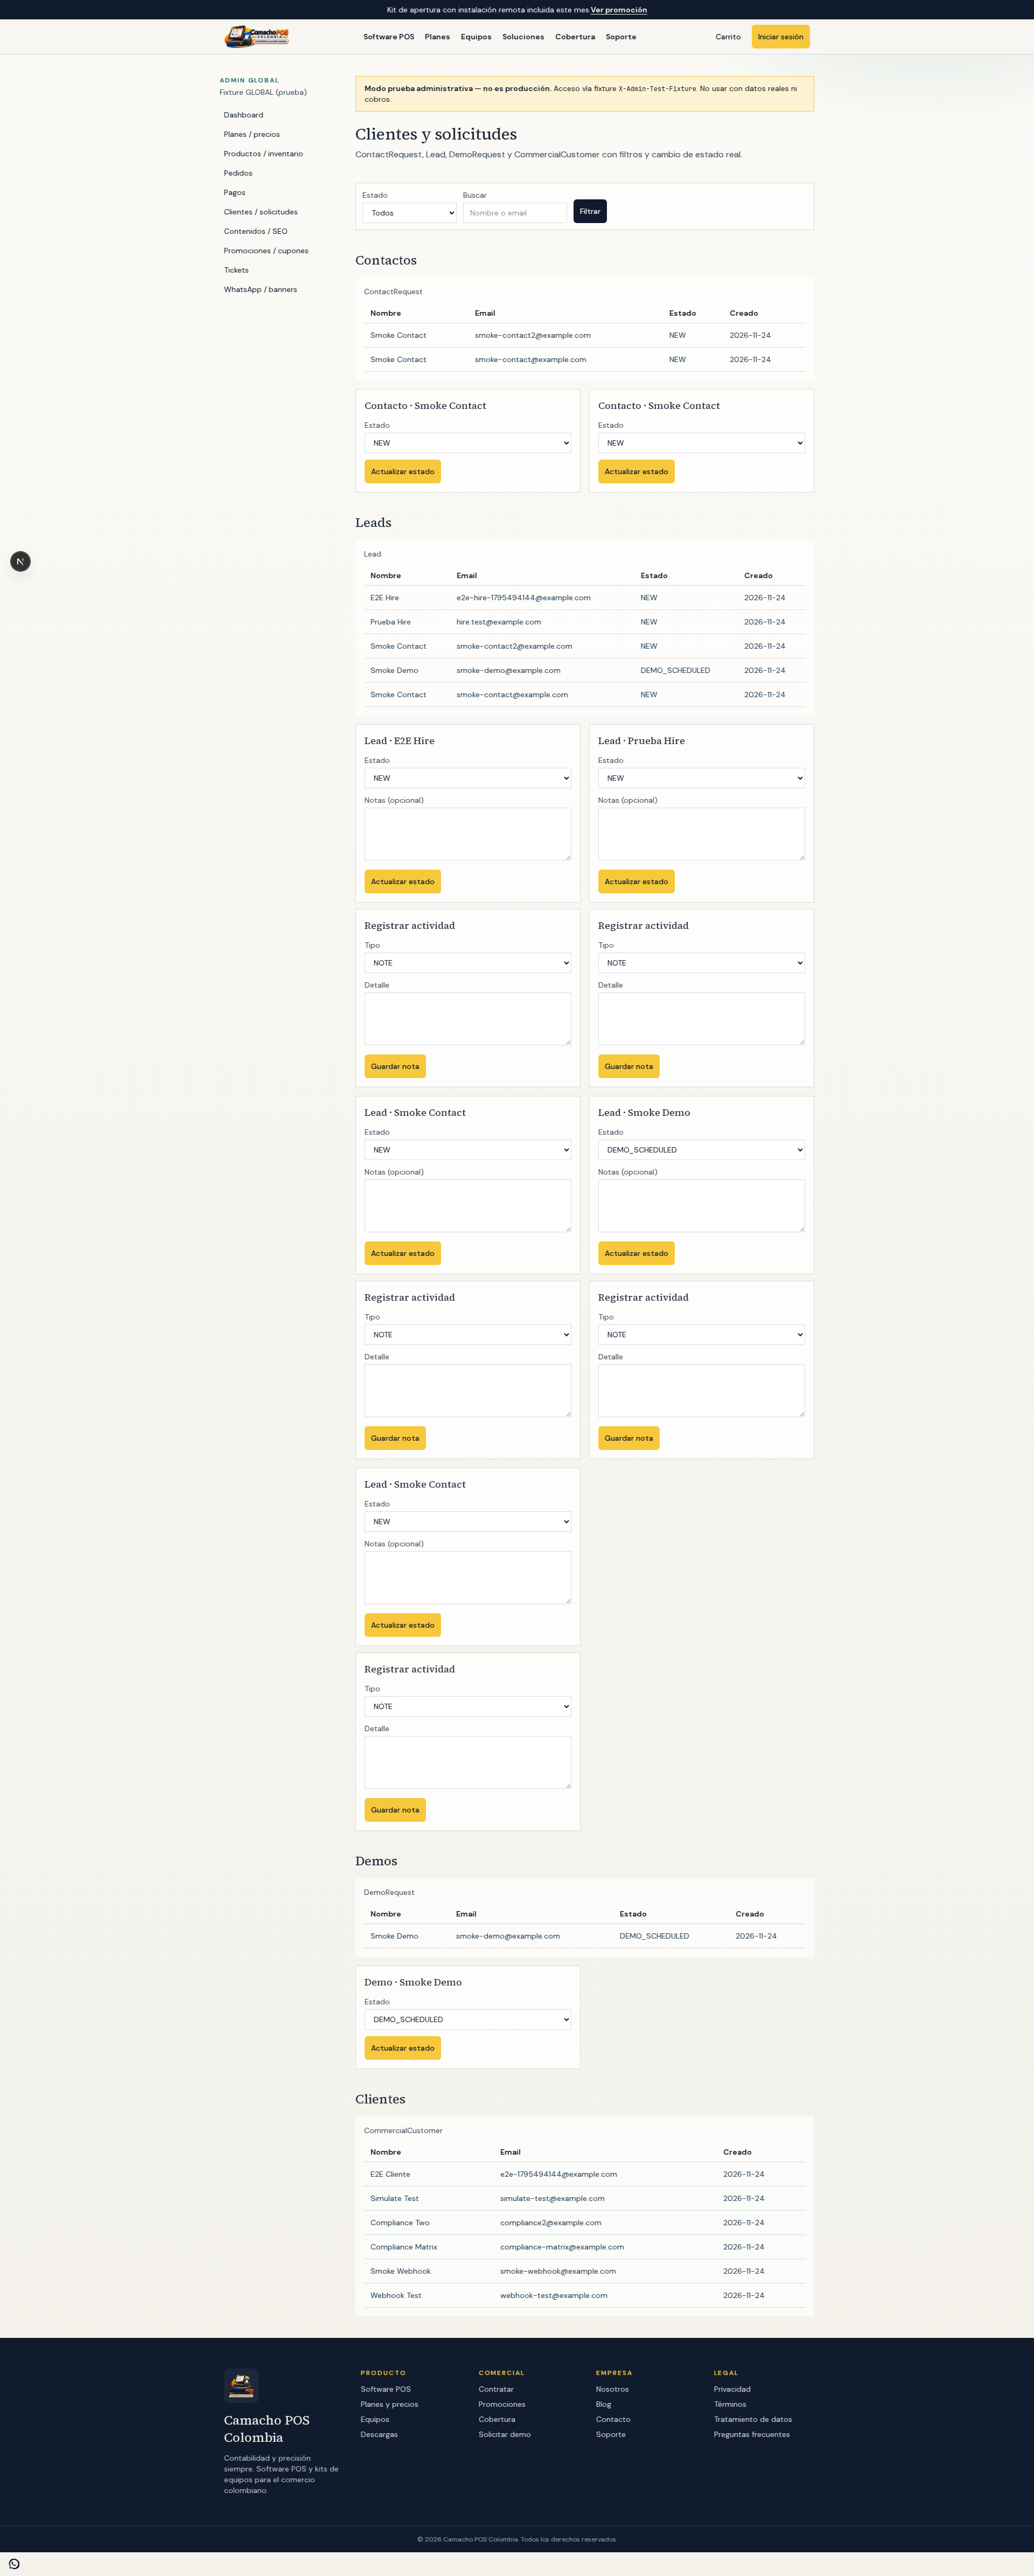 Kit de apertura con instalación remota incluida este mes. Ver promoción
CamachoPOS
COLOMBIA
Software POS Planes Equipos Soluciones Cobertura Soporte Carrito Iniciar sesión
ADMIN GLOBAL
Fixture GLOBAL (prueba)
Dashboard
Planes / precios
Productos / inventario
Pedidos
Pagos
Clientes / solicitudes
Contenidos / SEO
Promociones / cupones
Tickets
WhatsApp / banners
Modo prueba administrativa — no es producción. Acceso vía fixture X-Admin-Test-Fixture. No usar con datos reales ni
cobros.
Clientes y solicitudes
ContactRequest, Lead, DemoRequest y CommercialCustomer con filtros y cambio de estado real.
Estado Buscar
Todos Nombre o email Filtrar
Contactos
ContactRequest
Nombre Email Estado Creado
Smoke Contact smoke-contact2@example.com NEW 2026-11-24
Smoke Contact smoke-contact@example.com NEW 2026-11-24
Contacto · Smoke Contact Contacto · Smoke Contact
Estado Estado
NEW NEW
Actualizar estado Actualizar estado
Leads
Lead
Nombre Email Estado Creado
E2E Hire e2e-hire-1795494144@example.com NEW 2026-11-24
Prueba Hire hire.test@example.com NEW 2026-11-24
Smoke Contact smoke-contact2@example.com NEW 2026-11-24
Smoke Demo smoke-demo@example.com DEMO_SCHEDULED 2026-11-24
Smoke Contact smoke-contact@example.com NEW 2026-11-24
Lead · E2E Hire Lead · Prueba Hire
Estado Estado
NEW NEW
Notas (opcional) Notas (opcional)
Actualizar estado Actualizar estado
Registrar actividad Registrar actividad
Tipo Tipo
NOTE NOTE
Detalle Detalle
Guardar nota Guardar nota
Lead · Smoke Contact Lead · Smoke Demo
Estado Estado
NEW DEMO_SCHEDULED
Notas (opcional) Notas (opcional)
Actualizar estado Actualizar estado
Registrar actividad Registrar actividad
Tipo Tipo
NOTE NOTE
Detalle Detalle
Guardar nota Guardar nota
Lead · Smoke Contact
Estado
NEW
Notas (opcional)
Actualizar estado
Registrar actividad
Tipo
NOTE
Detalle
Guardar nota
Demos
DemoRequest
Nombre Email Estado Creado
Smoke Demo smoke-demo@example.com DEMO_SCHEDULED 2026-11-24
Demo · Smoke Demo
Estado
DEMO_SCHEDULED
Actualizar estado
Clientes
CommercialCustomer
Nombre Email Creado
E2E Cliente e2e-1795494144@example.com 2026-11-24
Simulate Test simulate-test@example.com 2026-11-24
Compliance Two compliance2@example.com 2026-11-24
Compliance Matrix compliance-matrix@example.com 2026-11-24
Smoke Webhook smoke-webhook@example.com 2026-11-24
Webhook Test webhook-test@example.com 2026-11-24
Camacho POS
Colombia
Contabilidad y precisión
siempre. Software POS y kits de
equipos para el comercio
colombiano.
PRODUCTO
Software POS
Planes y precios
Equipos
Descargas
COMERCIAL
Contratar
Promociones
Cobertura
Solicitar demo
EMPRESA
Nosotros
Blog
Contacto
Soporte
LEGAL
Privacidad
Términos
Tratamiento de datos
Preguntas frecuentes
© 2026 Camacho POS Colombia. Todos los derechos reservados.